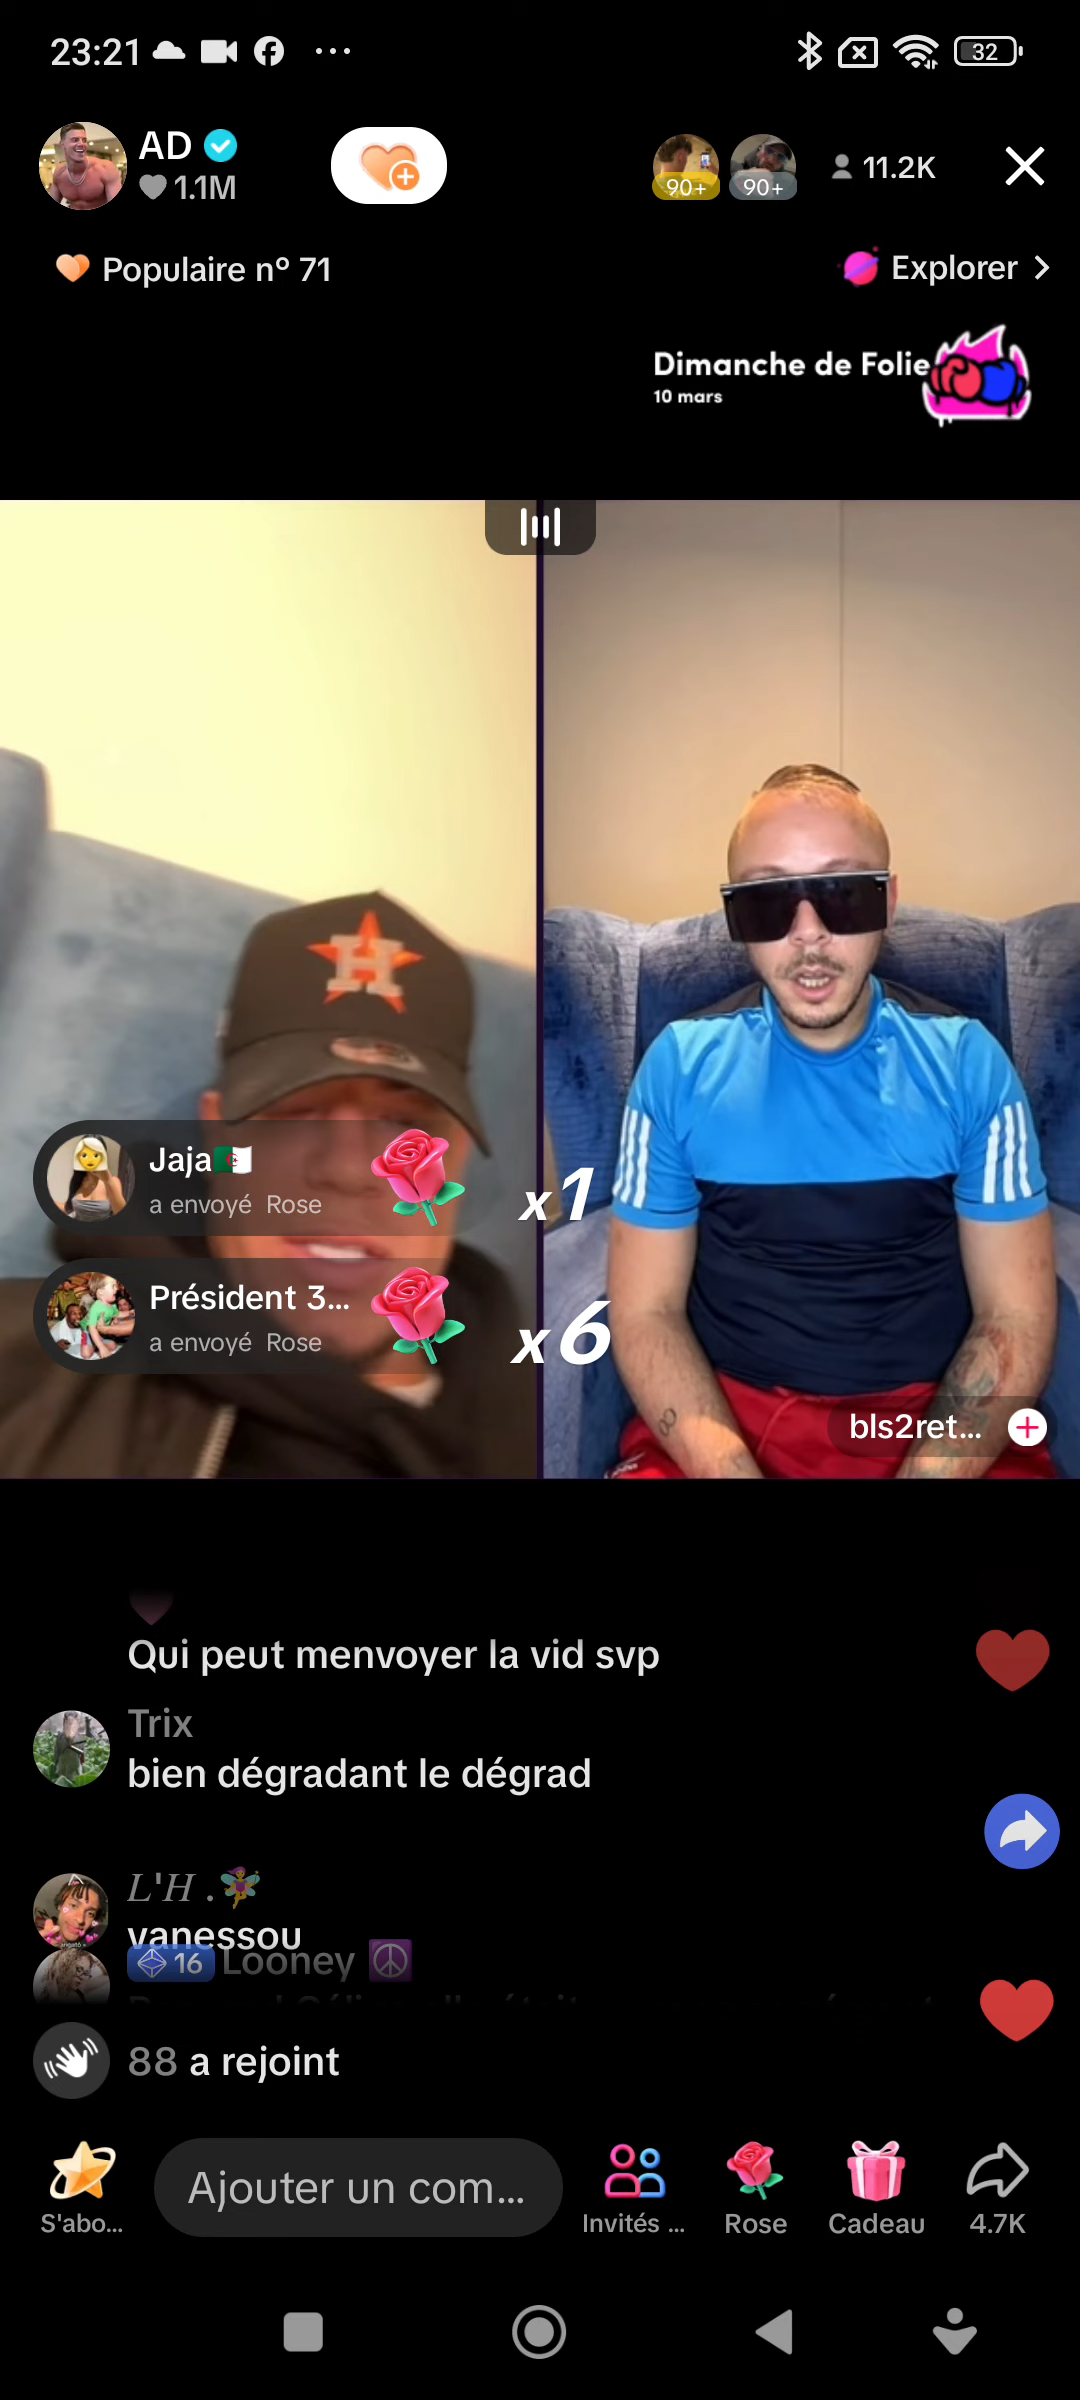 23:21
32
AD
1.1M
90+
90+
11.2K
Populaire n° 71
Explorer
Dimanche de Folie
10 mars
H
Jaja
a envoyé Rose
x1
Président 3...
a envoyé Rose
x6
bls2ret...
Qui peut menvoyer la vid svp
Trix
bien dégradant le dégrad
L'H .
vanessou
16 Looney
88 a rejoint
Ajouter un com...
S'abo...
Invités ...
Rose
Cadeau
4.7K